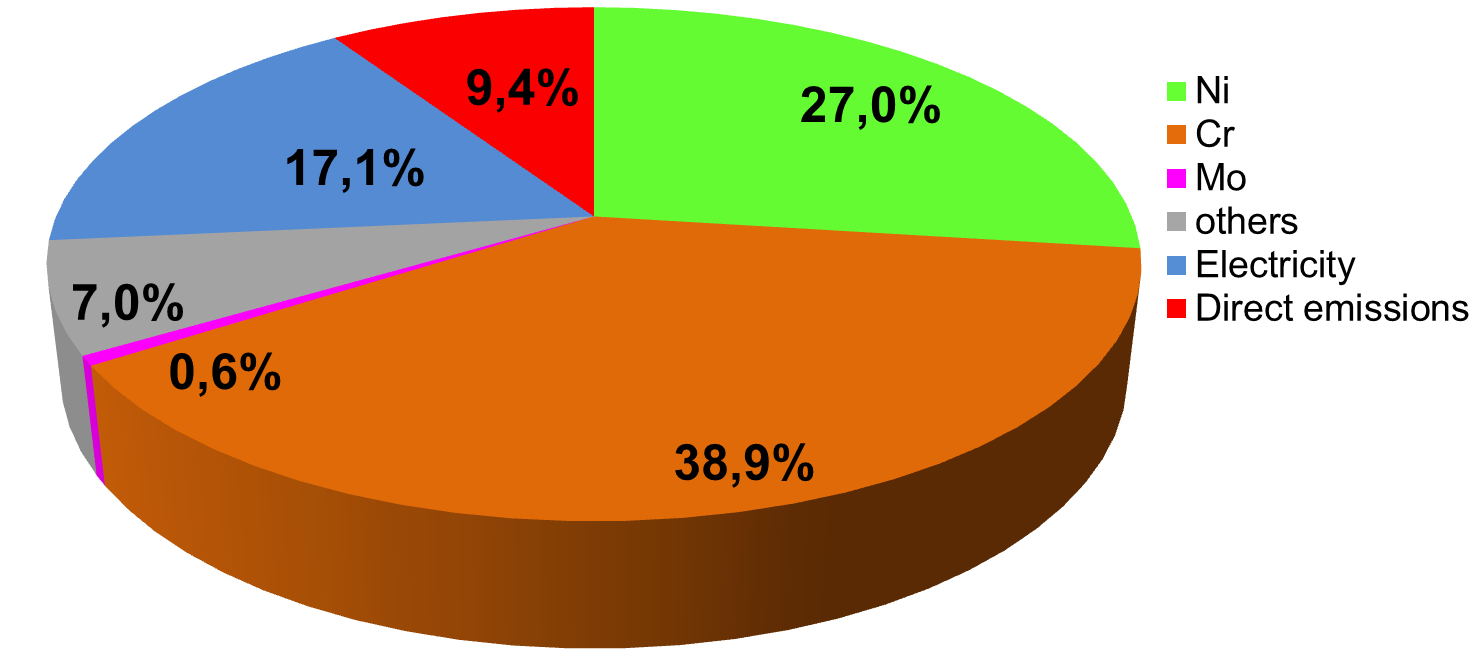 9,4%
27,0%
17,1%
7,0%
0,6%
38,9%
Ni
Cr
Mo
others
Electricity
Direct emissions